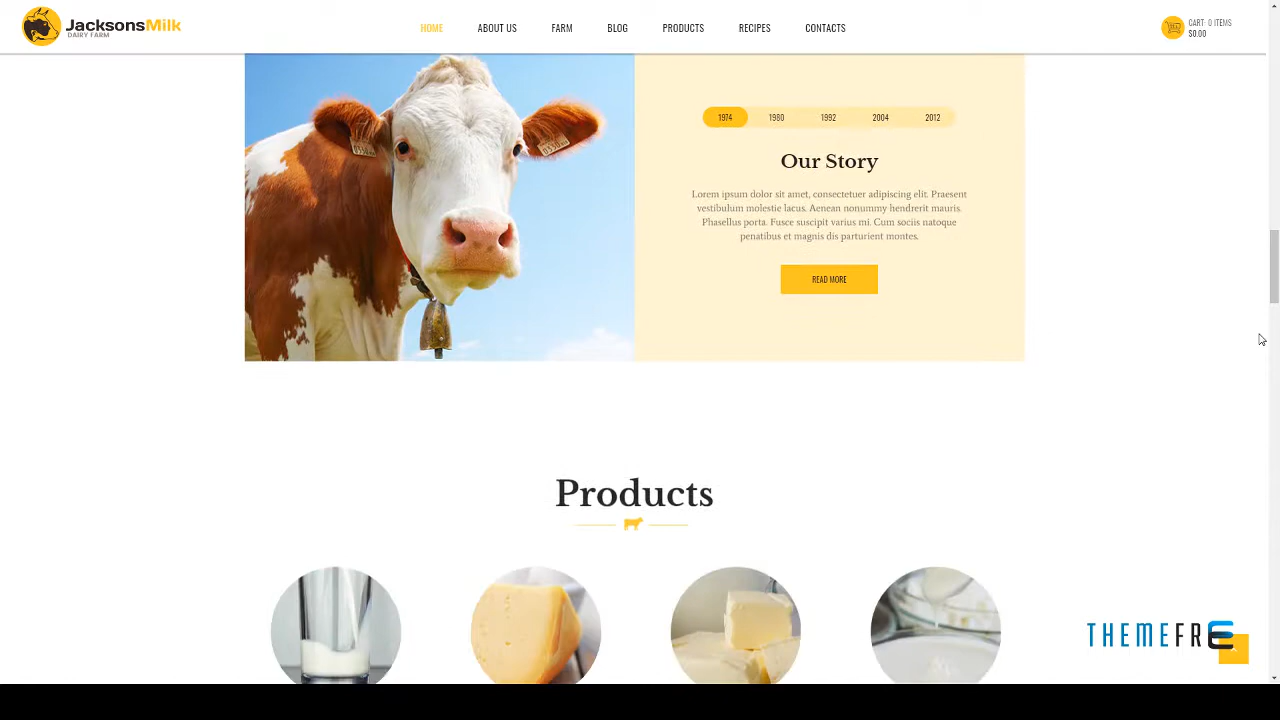 JacksonsMilk
DAIRY FARM
HOME ABOUT US FARM BLOG PRODUCTS RECIPES CONTACTS
CART: 0 ITEMS
$0.00
1974 1980 1992 2004 2012
Our Story
Lorem ipsum dolor sit amet, consectetuer adipiscing elit. Praesent
vestibulum molestie lacus. Aenean nonummy hendrerit mauris.
Phasellus porta. Fusce suscipit varius mi. Cum sociis natoque
penatibus et magnis dis parturient montes.
READ MORE
Products
THEMEFRE